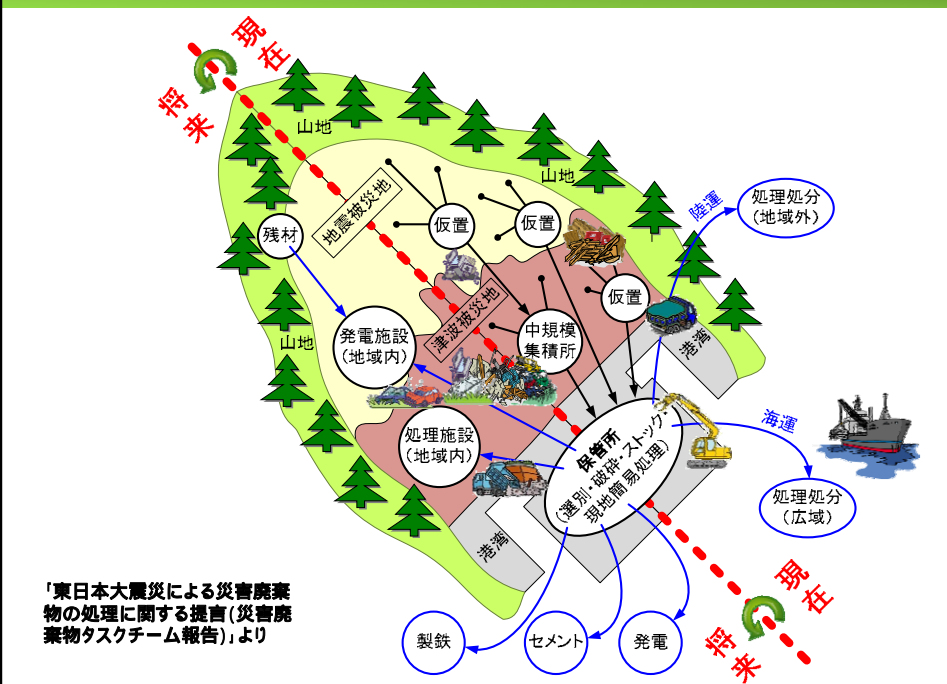 現在
将来
山地
山地
陸運
処理処分
(地域外)
地震被災地
仮置
仮置
残材
仮置
津波被災地
発電施設
(地域内)
中規模
集積所
港湾
山地
海運
処理施設
(地域内)
保管所
(選別・破砕・ストック・
現地簡易処理)
処理処分
(広域)
港湾
「東日本大震災による災害廃棄
物の処理に関する提言(災害廃
棄物タスクチーム報告)」より
現在
将来
製鉄
セメント
発電